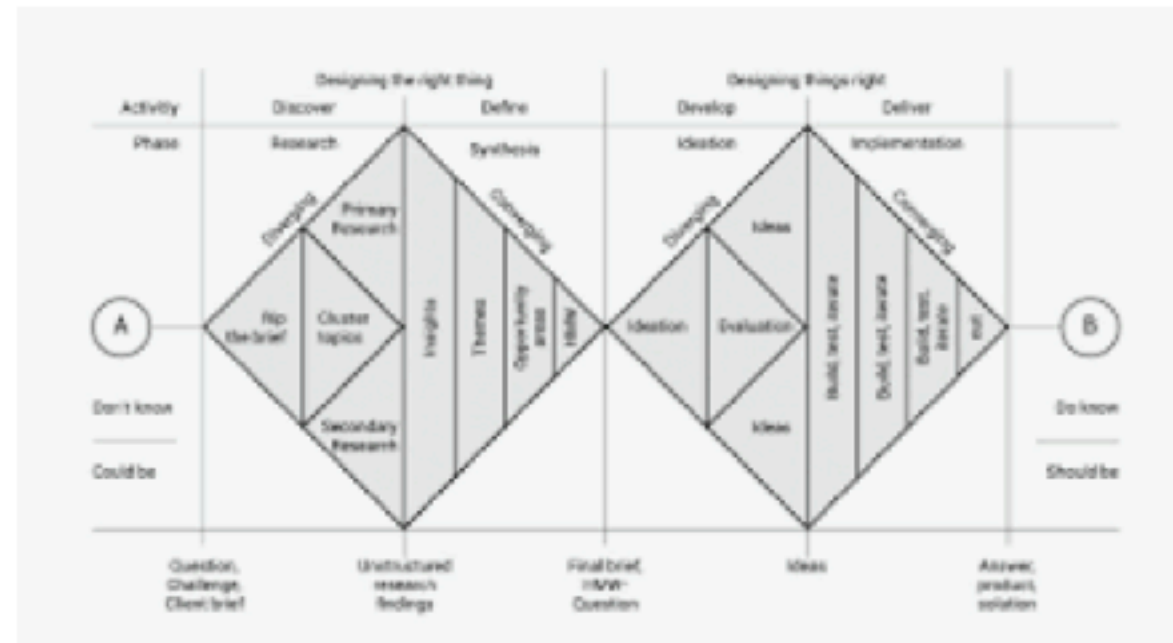 Designing the right thing
Designing things right
Activity
Discover
Define
Develop
Deliver
Phase
Research
Synthesis
Ideation
Implementation
Diverging
Converging
Diverging
Converging
Primary
Research
Rip
the brief
Cluster
topics
Secondary
Research
Insights
Themes
Opportunity
areas
HMW
Ideation
Evaluation
Ideas
Ideas
Build, test, iterate
Build, test, iterate
Build, test,
iterate
A
B
Don't know
Could be
Do know
Should be
Question,
Challenge,
Client brief
Unstructured
research
findings
Final brief,
HMW-
Question
Ideas
Answer,
product,
solution